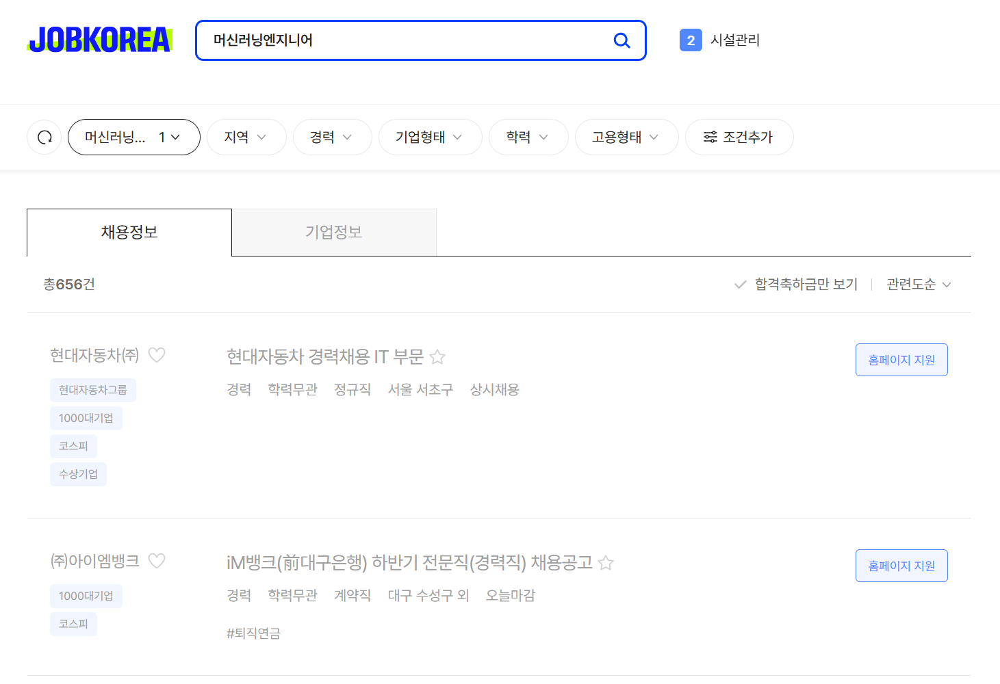 JOBKOREA
머신러닝엔지니어
2 시설관리
머신러닝... 1
지역
경력
기업형태
학력
고용형태
조건추가
채용정보
기업정보
총656건
합격축하금만 보기
관련도순
현대자동차㈜
현대자동차그룹
1000대기업
코스피
수상기업
현대자동차 경력채용 IT 부문
경력 학력무관 정규직 서울 서초구 상시채용
홈페이지 지원
㈜아이엠뱅크
1000대기업
코스피
iM뱅크(前대구은행) 하반기 전문직(경력직) 채용공고
경력 학력무관 계약직 대구 수성구 외 오늘마감
#퇴직연금
홈페이지 지원